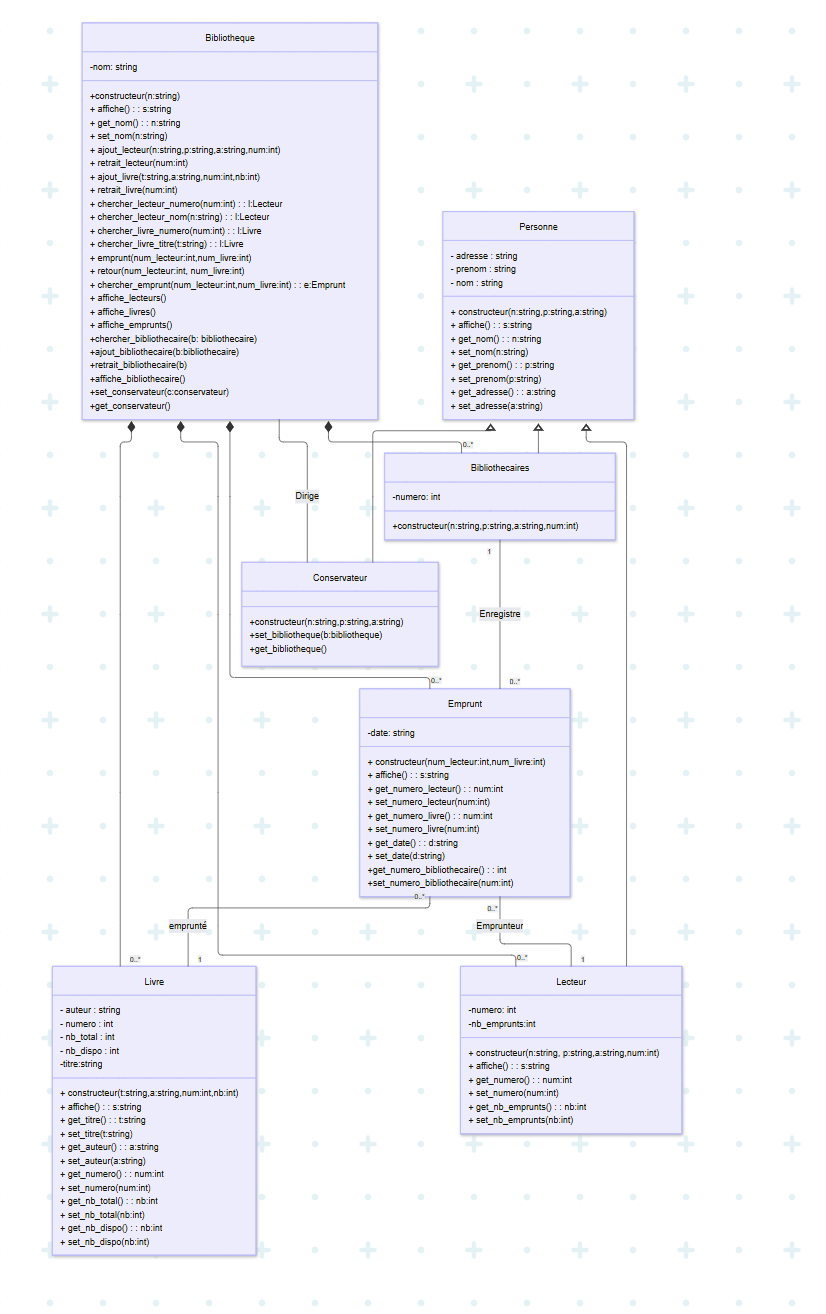 Bibliotheque
-nom: string
+constructeur(n:string)
+ affiche() : : s:string
+ get_nom() : : n:string
+ set_nom(n:string)
+ ajout_lecteur(n:string,p:string,a:string,num:int)
+ retrait_lecteur(num:int)
+ ajout_livre(t:string,a:string,num:int,nb:int)
+ retrait_livre(num:int)
+ chercher_lecteur_numero(num:int) : : l:Lecteur
+ chercher_lecteur_nom(n:string) : : l:Lecteur
+ chercher_livre_numero(num:int) : : l:Livre
+ chercher_livre_titre(t:string) : : l:Livre
+ emprunt(num_lecteur:int,num_livre:int)
+ retour(num_lecteur:int, num_livre:int)
+ chercher_emprunt(num_lecteur:int,num_livre:int) : : e:Emprunt
+ affiche_lecteurs()
+ affiche_livres()
+ affiche_emprunts()
+chercher_bibliothecaire(b: bibliothecaire)
+ajout_bibliothecaire(b:bibliothecaire)
+retrait_bibliothecaire(b)
+affiche_bibliothecaire()
+set_conservateur(c:conservateur)
+get_conservateur()
Personne
- adresse : string
- prenom : string
- nom : string
+ constructeur(n:string,p:string,a:string)
+ affiche() : : s:string
+ get_nom() : : n:string
+ set_nom(n:string)
+ get_prenom() : : p:string
+ set_prenom(p:string)
+ get_adresse() : : a:string
+ set_adresse(a:string)
0..*
Bibliothecaires
-numero: int
+constructeur(n:string,p:string,a:string,num:int)
Dirige
1
Conservateur
+constructeur(n:string,p:string,a:string)
+set_bibliotheque(b:bibliotheque)
+get_bibliotheque()
Enregistre
0..*
0..*
Emprunt
-date: string
+ constructeur(num_lecteur:int,num_livre:int)
+ affiche() : : s:string
+ get_numero_lecteur() : : num:int
+ set_numero_lecteur(num:int)
+ get_numero_livre() : : num:int
+ set_numero_livre(num:int)
+ get_date() : : d:string
+ set_date(d:string)
+get_numero_bibliothecaire() : : int
+set_numero_bibliothecaire(num:int)
0..*
0..*
emprunté
Emprunteur
0..*
1
0..*
1
Livre
- auteur : string
- numero : int
- nb_total : int
- nb_dispo : int
-titre:string
+ constructeur(t:string,a:string,num:int,nb:int)
+ affiche() : : s:string
+ get_titre() : : t:string
+ set_titre(t:string)
+ get_auteur() : : a:string
+ set_auteur(a:string)
+ get_numero() : : num:int
+ set_numero(num:int)
+ get_nb_total() : : nb:int
+ set_nb_total(nb:int)
+ get_nb_dispo() : : nb:int
+ set_nb_dispo(nb:int)
Lecteur
-numero: int
-nb_emprunts:int
+ constructeur(n:string, p:string,a:string,num:int)
+ affiche() : : s:string
+ get_numero() : : num:int
+ set_numero(num:int)
+ get_nb_emprunts() : : nb:int
+ set_nb_emprunts(nb:int)